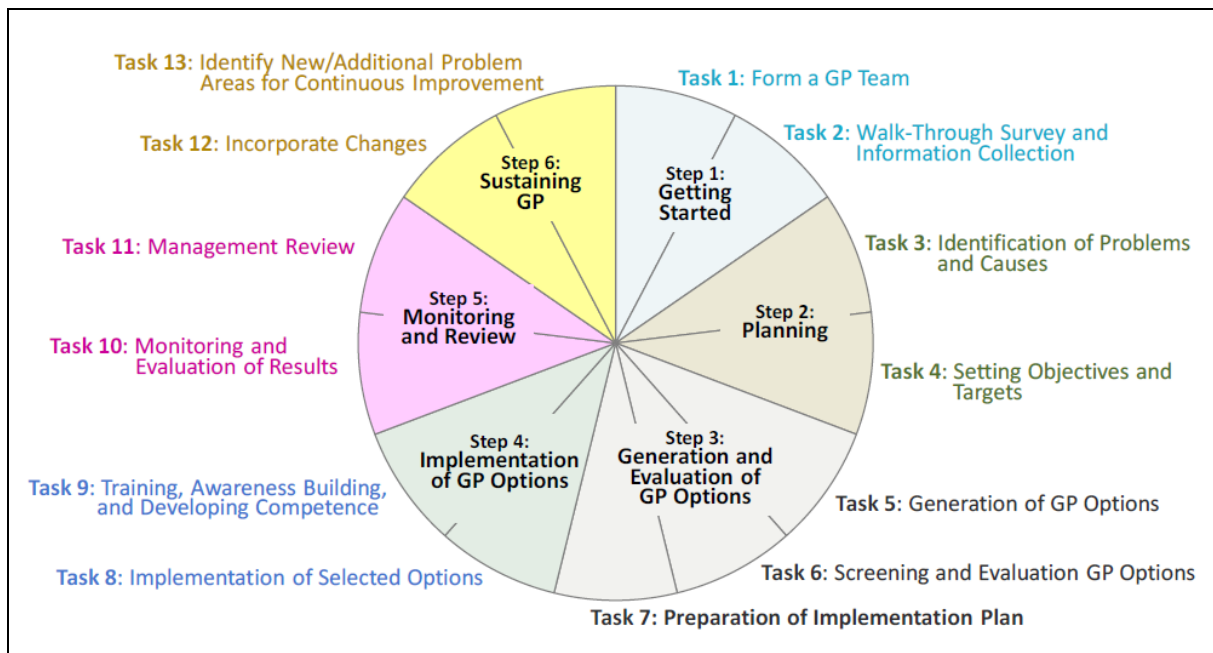 Task 1: Form a GP Team
Task 2: Walk-Through Survey and
Information Collection
Task 3: Identification of Problems
and Causes
Task 4: Setting Objectives and
Targets
Task 5: Generation of GP Options
Task 6: Screening and Evaluation GP Options
Task 7: Preparation of Implementation Plan
Task 8: Implementation of Selected Options
Task 9: Training, Awareness Building,
and Developing Competence
Task 10: Monitoring and
Evaluation of Results
Task 11: Management Review
Task 12: Incorporate Changes
Task 13: Identify New/Additional Problem
Areas for Continuous Improvement
Step 1:
Getting
Started
Step 2:
Planning
Step 3:
Generation and
Evaluation of
GP Options
Step 4:
Implementation
of GP Options
Step 5:
Monitoring
and Review
Step 6:
Sustaining
GP